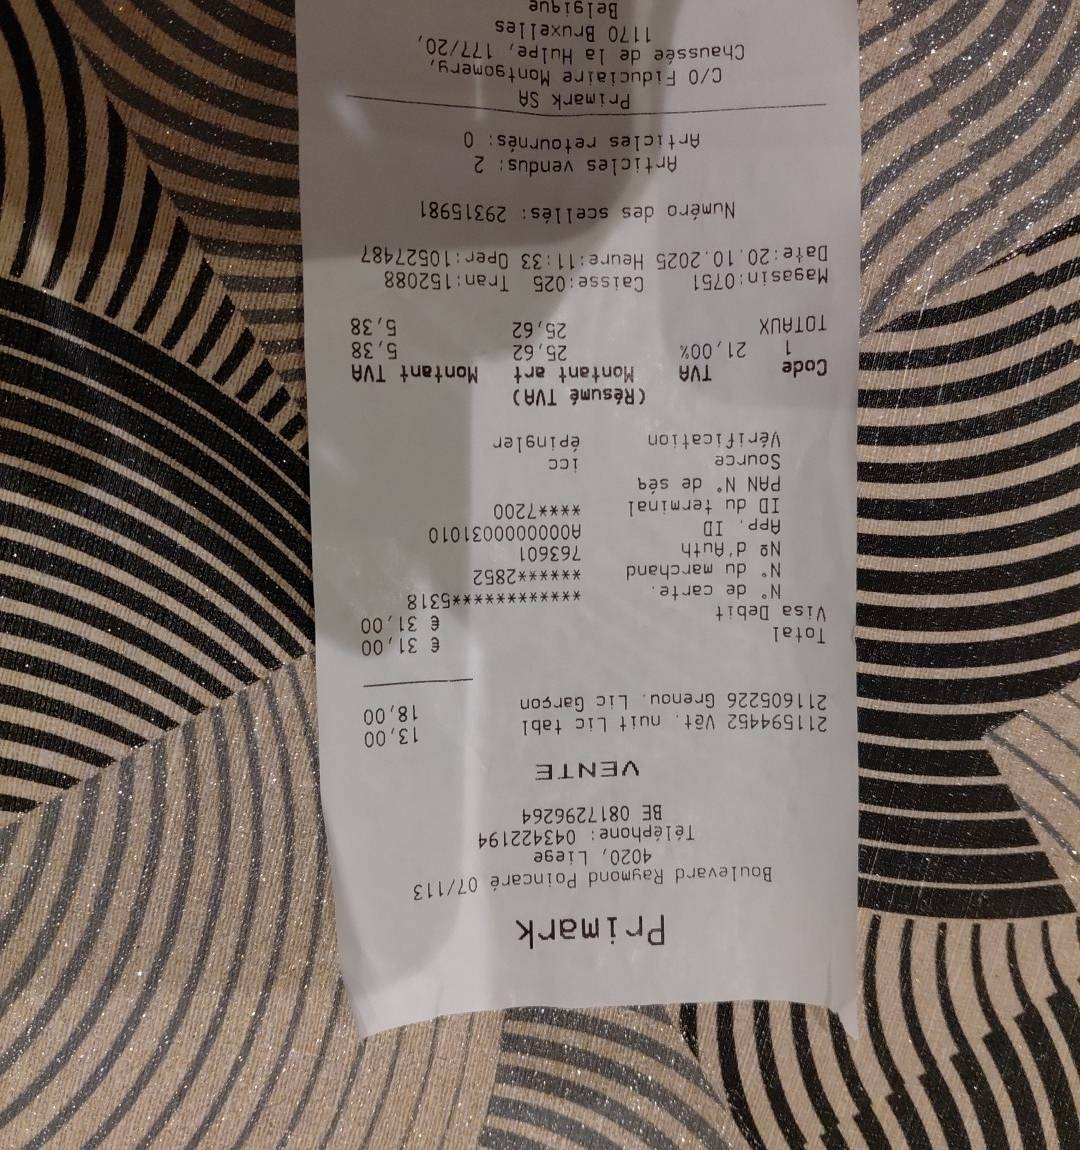 Primark
Boulevard Raymond Poincaré 07/113
4020, Liege
Téléphone: 043422194
BE 0817296264
VENTE
211594452 Vêt. nuit Lic tabl 13,00
211605226 Grenou. Lic Garçon 18,00
Total € 31,00
Visa Debit € 31,00
N° de carte. **************5318
N° du marchand *******2852
Nº d'Auth 763601
App. ID A0000000031010
ID du terminal ****7200
PAN N° de séq
Source icc
Vérification épingler
(Résumé TVA)
Code TVA Montant art Montant TVA
1 21,00% 25,62 5,38
TOTAUX 25,62 5,38
Magasin:0751 Caisse:025 Tran:152088
Date:20.10.2025 Heure:11:33 Oper:10527487
Numéro des scellés: 29315981
Articles vendus: 2
Articles retournés: 0
Primark SA
C/O Fiduciaire Montgomery,
Chaussée de la Hulpe, 177/20,
1170 Bruxelles
Belgique